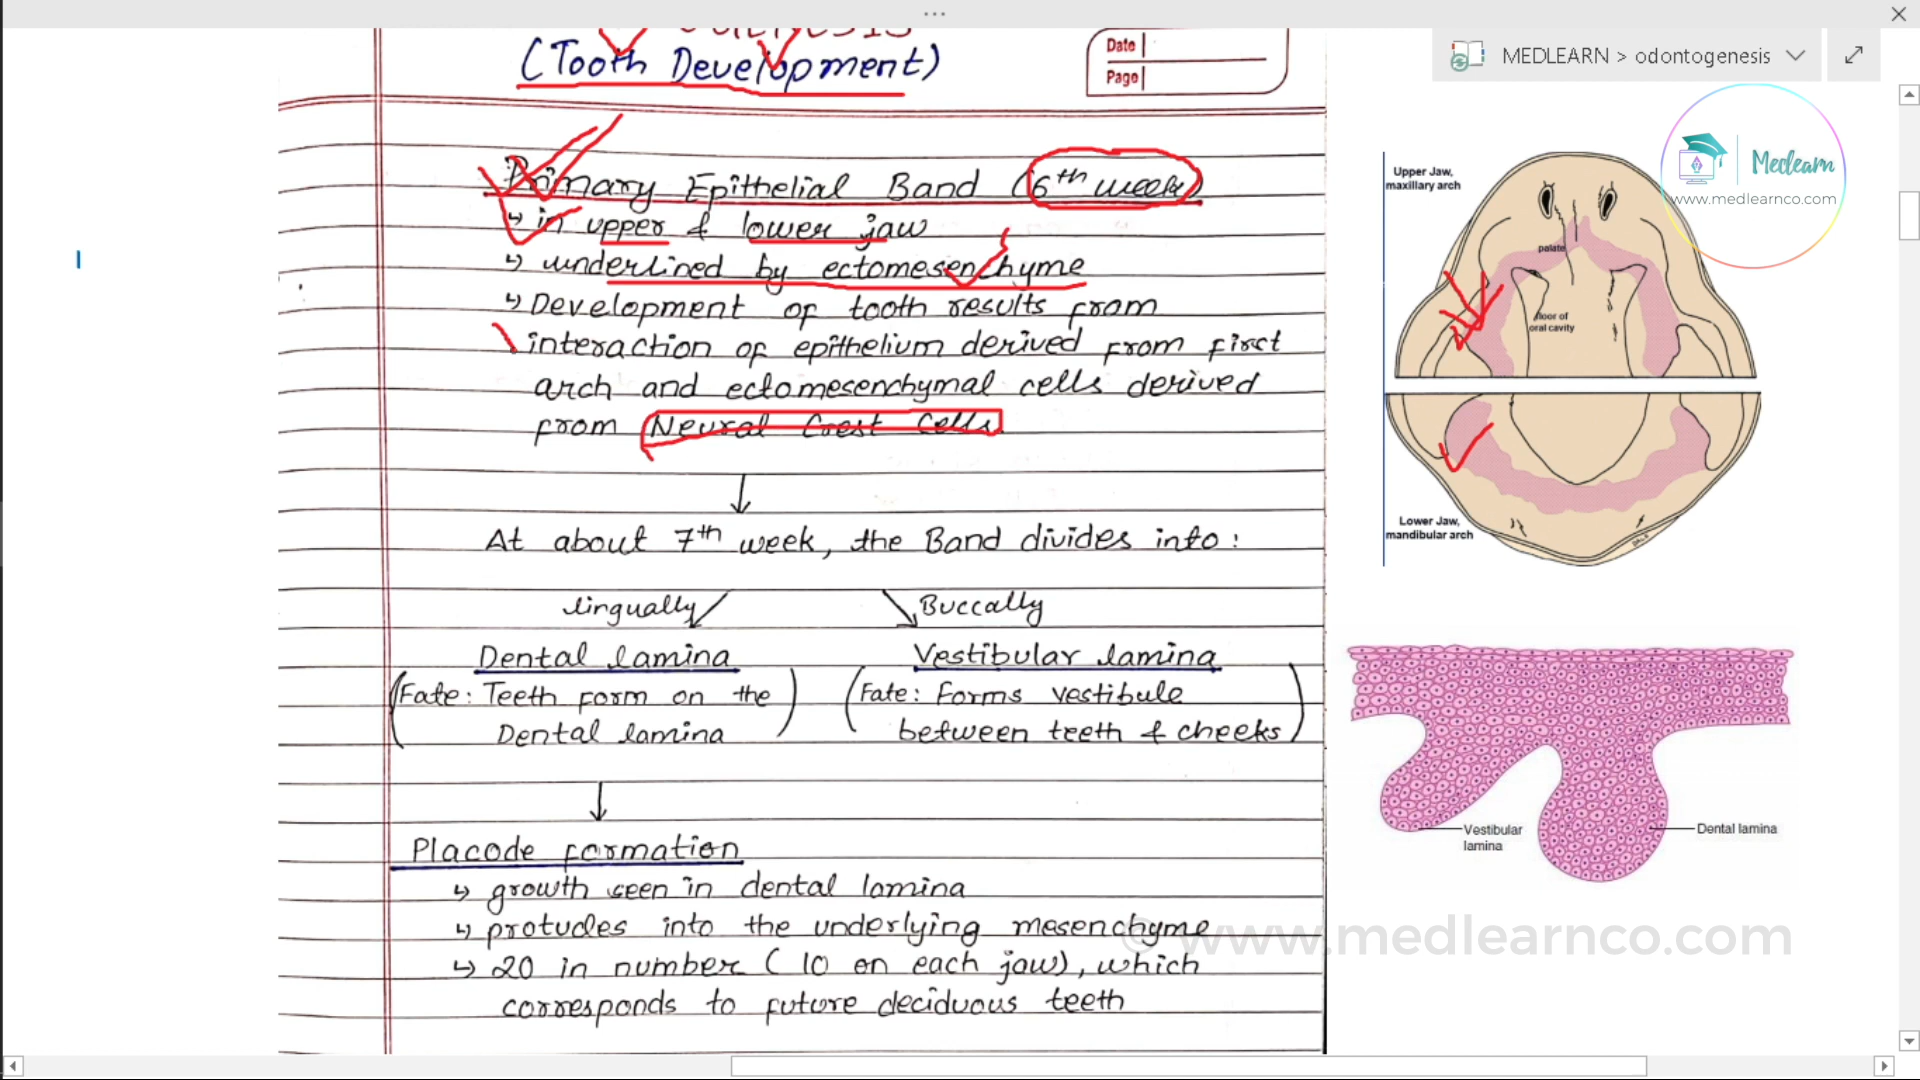 MEDLEARN > odontogenesis
(Tooth Development)
Date
Page
Primary Epithelial Band (6th week)
↳ in upper & lower jaw
↳ underlined by ectomesenchyme
↳ Development of tooth results from
interaction of epithelium derived from first
arch and ectomesenchymal cells derived
from Neural Crest Cells
↓
At about 7th week, the Band divides into:
lingually
Buccally
Dental lamina
Vestibular lamina
(Fate: Teeth form on the
Dental lamina)
(Fate: Forms vestibule
between teeth & cheeks)
↓
Placode formation
↳ growth seen in dental lamina
↳ protudes into the underlying mesenchyme
↳ 20 in number (10 on each jaw), which
corresponds to future deciduous teeth
Medlearn
www.medlearnco.com
Upper Jaw,
maxillary arch
palate
floor of
oral cavity
Lower Jaw,
mandibular arch
Vestibular
lamina
Dental lamina
© www.medlearnco.com